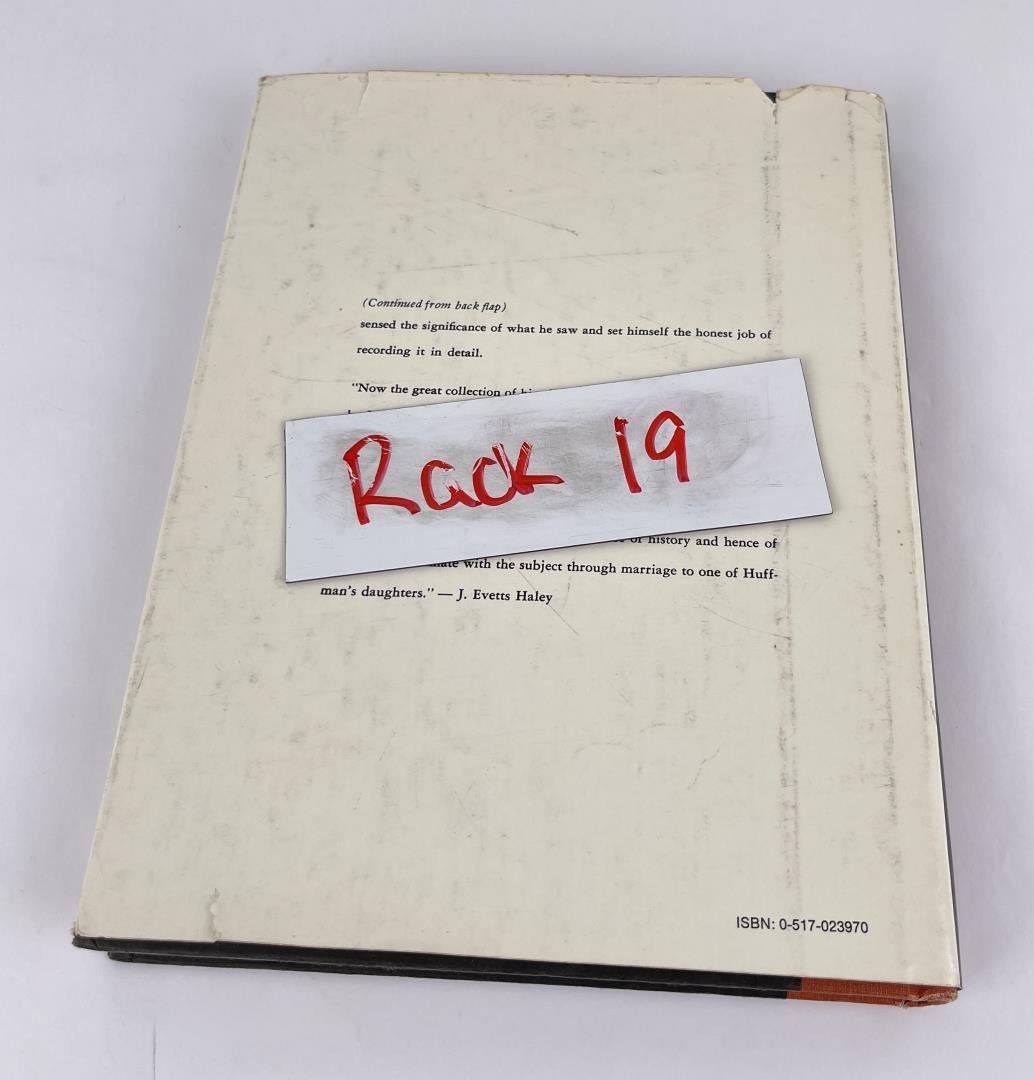 (Continued from back flap)
sensed the significance of what he saw and set himself the honest job of
recording it in detail.
"Now the great collection of
Rack 19
history and hence of
with the subject through marriage to one of Huff-
man's daughters." — J. Evetts Haley
ISBN: 0-517-023970